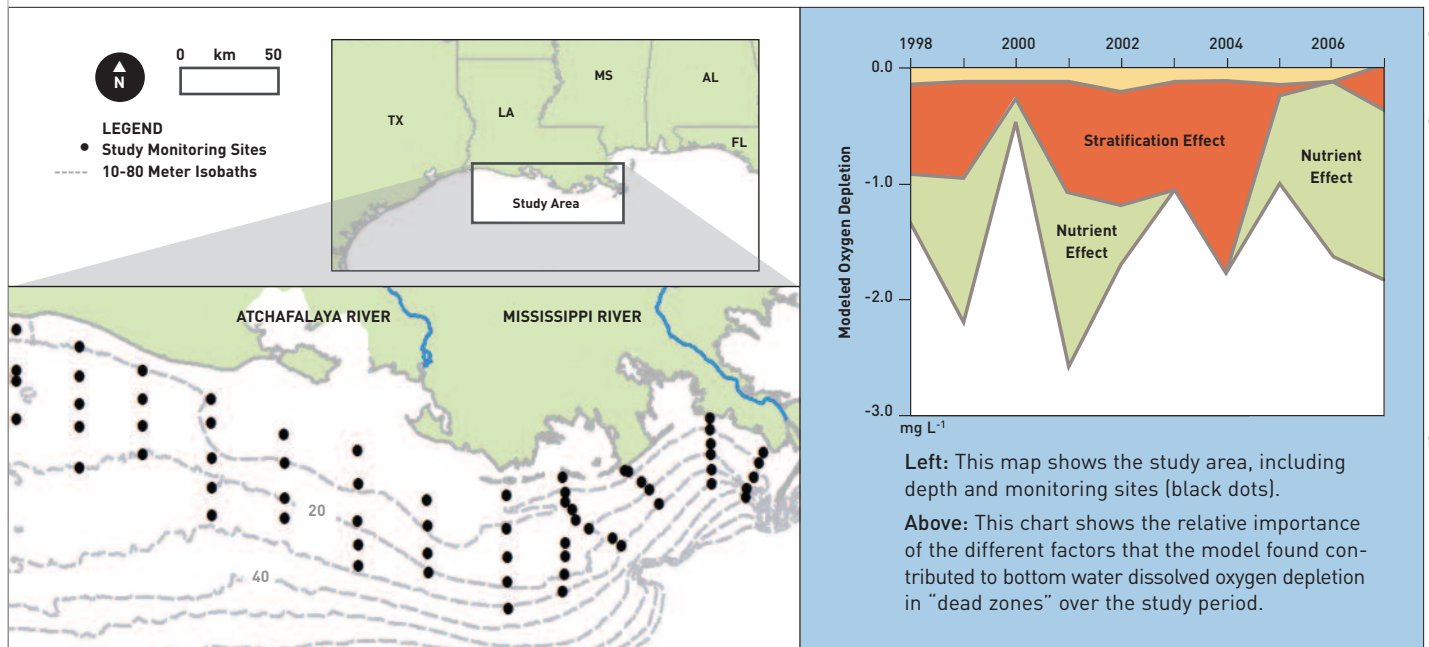 0 km 50
N
LEGEND
Study Monitoring Sites
10-80 Meter Isobaths
TX
LA
MS
AL
FL
Study Area
ATCHAFALAYA RIVER
MISSISSIPPI RIVER
20
40
1998 2000 2002 2004 2006
0.0
-1.0
-2.0
-3.0
mg L-1
Modeled Oxygen Depletion
Stratification Effect
Nutrient
Effect
Nutrient
Effect
Left: This map shows the study area, including
depth and monitoring sites (black dots).
Above: This chart shows the relative importance
of the different factors that the model found con-
tributed to bottom water dissolved oxygen depletion
in “dead zones” over the study period.